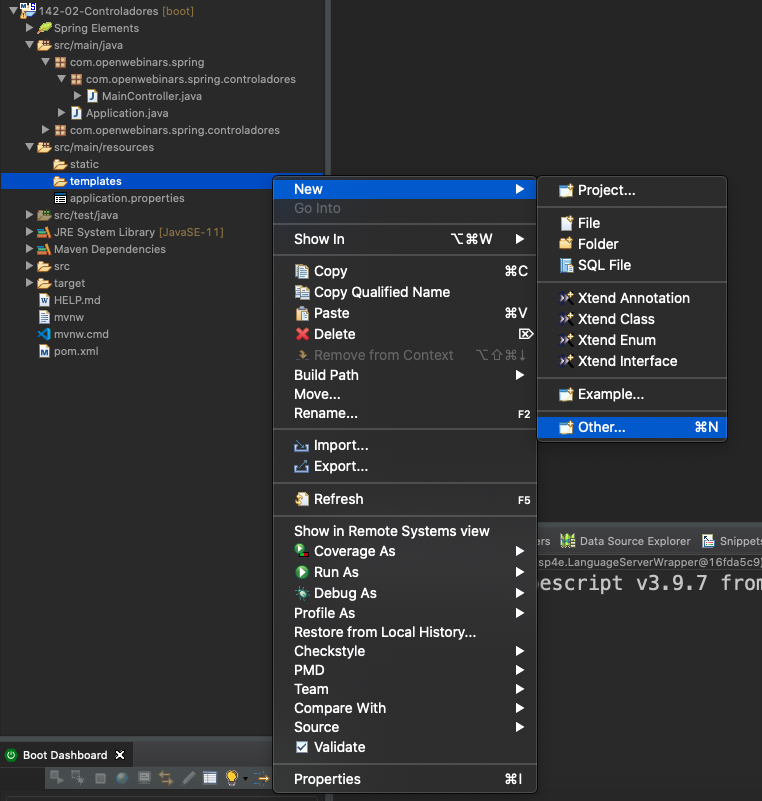 142-02-Controladores [boot]
Spring Elements
src/main/java
com.openwebinars.spring
com.openwebinars.spring.controladores
MainController.java
Application.java
com.openwebinars.spring.controladores
src/main/resources
static
templates
application.properties
src/test/java
JRE System Library [JavaSE-11]
Maven Dependencies
src
target
HELP.md
mvnw
mvnw.cmd
pom.xml
New
Go Into
Show In ⌥⌘W
Copy ⌘C
Copy Qualified Name
Paste ⌘V
Delete ⌦
Remove from Context ⌥⇧⌘↓
Build Path
Move...
Rename... F2
Import...
Export...
Refresh F5
Show in Remote Systems view
Coverage As
Run As
Debug As
Profile As
Restore from Local History...
Checkstyle
PMD
Team
Compare With
Source
Validate
Properties ⌘I
Project...
File
Folder
SQL File
Xtend Annotation
Xtend Class
Xtend Enum
Xtend Interface
Example...
Other... ⌘N
ers Data Source Explorer Snippets
sp4e.LanguageServerWrapper@16fda5c9)
escript v3.9.7 from
Boot Dashboard